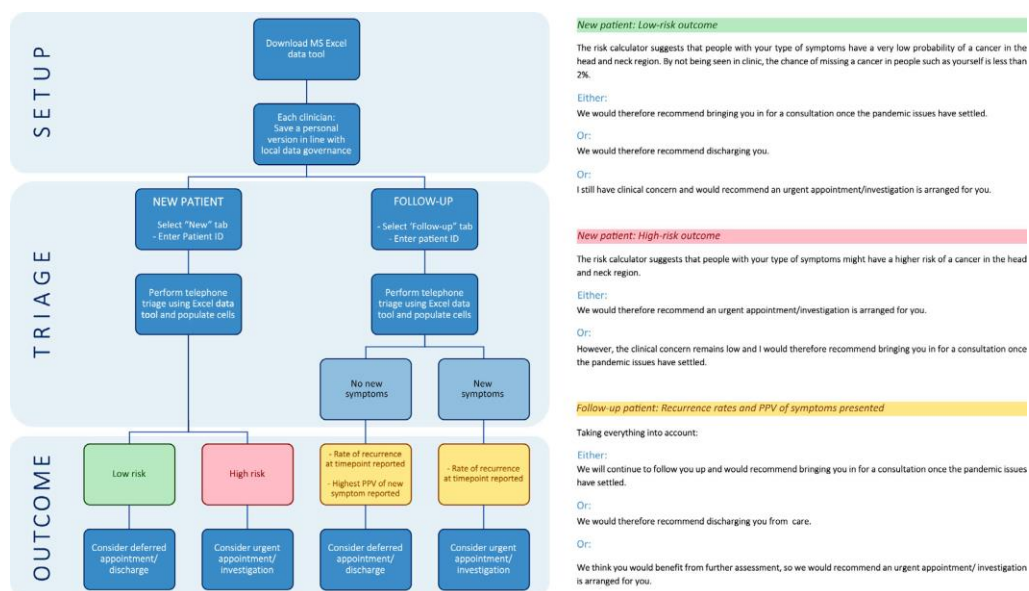 SETUP
Download MS Excel
data tool
Each clinician:
Save a personal
version in line with
local data governance
TRIAGE
NEW PATIENT
Select "New" tab
- Enter Patient ID
FOLLOW-UP
- Select 'Follow-up" tab
- Enter patient ID
Perform telephone
triage using Excel data
tool and populate cells
Perform telephone
triage using Excel data
tool and populate cells
No new
symptoms
New
symptoms
OUTCOME
Low risk
High risk
- Rate of recurrence
at timepoint reported
- Highest PPV of new
symptom reported
- Rate of recurrence
at timepoint reported
Consider deferred
appointment/
discharge
Consider urgent
appointment/
investigation
Consider deferred
appointment/
discharge
Consider urgent
appointment/
investigation
New patient: Low-risk outcome
The risk calculator suggests that people with your type of symptoms have a very low probability of a cancer in the
head and neck region. By not being seen in clinic, the chance of missing a cancer in people such as yourself is less than
2%.
Either:
We would therefore recommend bringing you in for a consultation once the pandemic issues have settled.
Or:
We would therefore recommend discharging you.
Or:
I still have clinical concern and would recommend an urgent appointment/investigation is arranged for you.
New patient: High-risk outcome
The risk calculator suggests that people with your type of symptoms might have a higher risk of a cancer in the head
and neck region.
Either:
We would therefore recommend an urgent appointment/investigation is arranged for you.
Or:
However, the clinical concern remains low and I would therefore recommend bringing you in for a consultation once
the pandemic issues have settled.
Follow-up patient: Recurrence rates and PPV of symptoms presented
Taking everything into account:
Either:
We will continue to follow you up and would recommend bringing you in for a consultation once the pandemic issues
have settled.
Or:
We would therefore recommend discharging you from care.
Or:
We think you would benefit from further assessment, so we would recommend an urgent appointment/ investigation
is arranged for you.